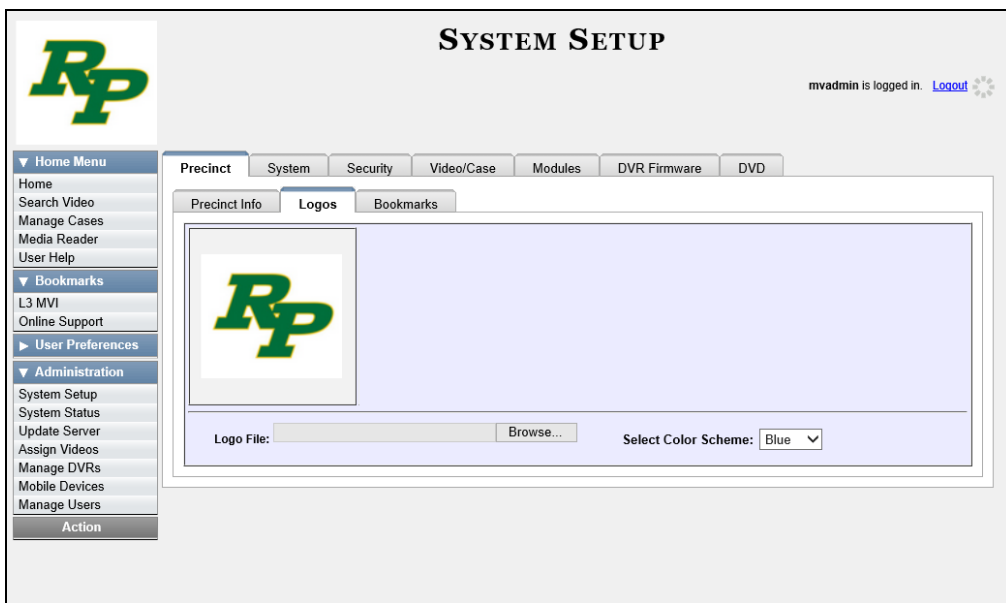 RP
SYSTEM SETUP
mvadmin is logged in. Logout
▼ Home Menu
Home
Search Video
Manage Cases
Media Reader
User Help
▼ Bookmarks
L3 MVI
Online Support
► User Preferences
▼ Administration
System Setup
System Status
Update Server
Assign Videos
Manage DVRs
Mobile Devices
Manage Users
Action
Precinct System Security Video/Case Modules DVR Firmware DVD
Precinct Info Logos Bookmarks
RP
Logo File: Browse... Select Color Scheme: Blue